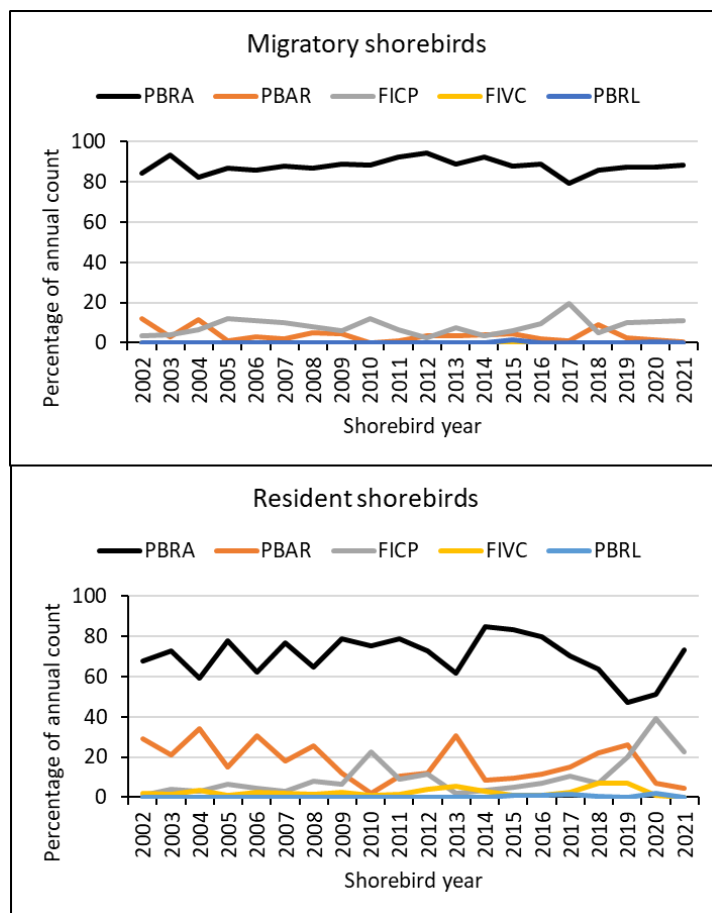 Migratory shorebirds
PBRA PBAR FICP FIVC PBRL
Percentage of annual count
100
80
60
40
20
0
2002 2003 2004 2005 2006 2007 2008 2009 2010 2011 2012 2013 2014 2015 2016 2017 2018 2019 2020 2021
Shorebird year
Resident shorebirds
PBRA PBAR FICP FIVC PBRL
Percentage of annual count
100
80
60
40
20
0
2002 2003 2004 2005 2006 2007 2008 2009 2010 2011 2012 2013 2014 2015 2016 2017 2018 2019 2020 2021
Shorebird year